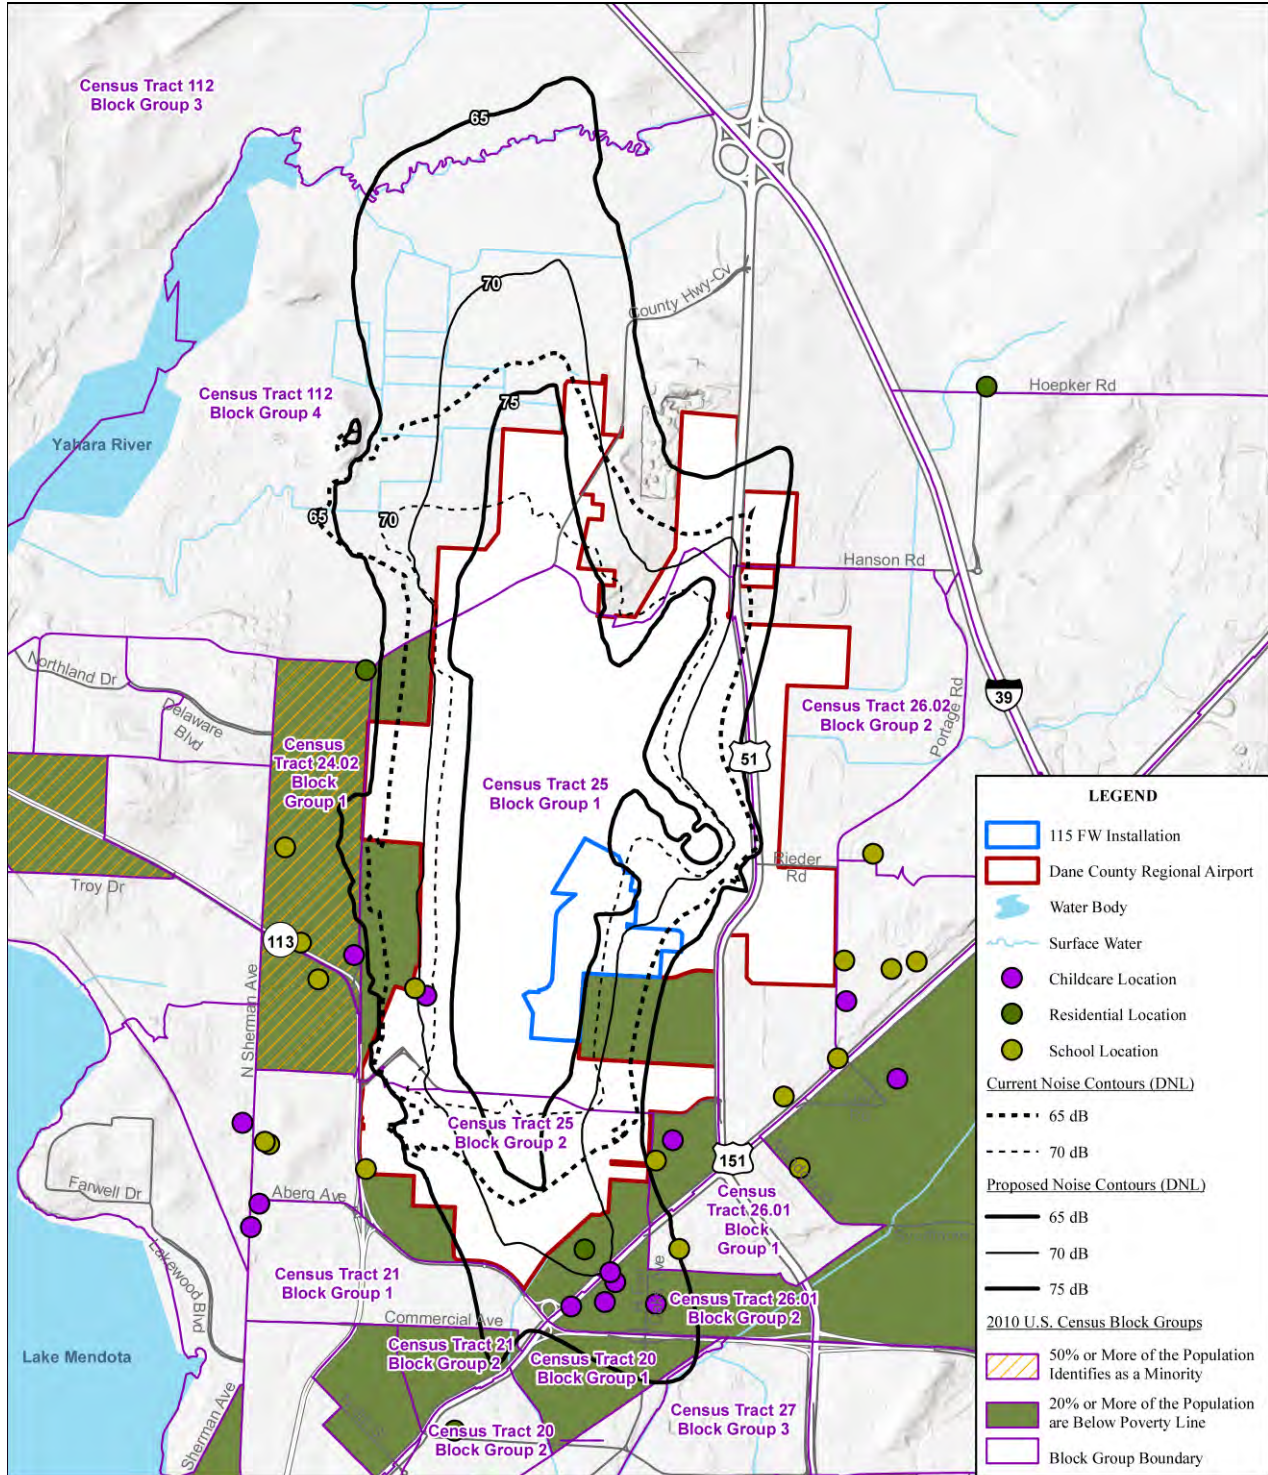 Census Tract 112
Block Group 3
65
70
County Hwy-Cv
75
Census Tract 112
Block Group 4
Hoepker Rd
Yahara River
65
70
Hanson Rd
Northland Dr
Delaware
Blvd
39
Census Tract 26.02
Block Group 2
Portage Rd
Census
Tract 24.02
Block
Group 1
51
Census Tract 25
Block Group 1
Rieder
Rd
Troy Dr
113
N Sherman Ave
Census Tract 25
Block Group 2
151
Farwell Dr
Aberg Ave
Census
Tract 26.01
Block
Group 1
Lakewood Blvd
Census Tract 21
Block Group 1
Census Tract 26.01
Block Group 2
Commercial Ave
Census Tract 21
Block Group 2
Census Tract 20
Block Group 1
Lake Mendota
Sherman Ave
Census Tract 27
Block Group 3
Census Tract 20
Block Group 2
LEGEND
115 FW Installation
Dane County Regional Airport
Water Body
Surface Water
Childcare Location
Residential Location
School Location
Current Noise Contours (DNL)
65 dB
70 dB
Proposed Noise Contours (DNL)
65 dB
70 dB
75 dB
2010 U.S. Census Block Groups
50% or More of the Population
Identifies as a Minority
20% or More of the Population
are Below Poverty Line
Block Group Boundary